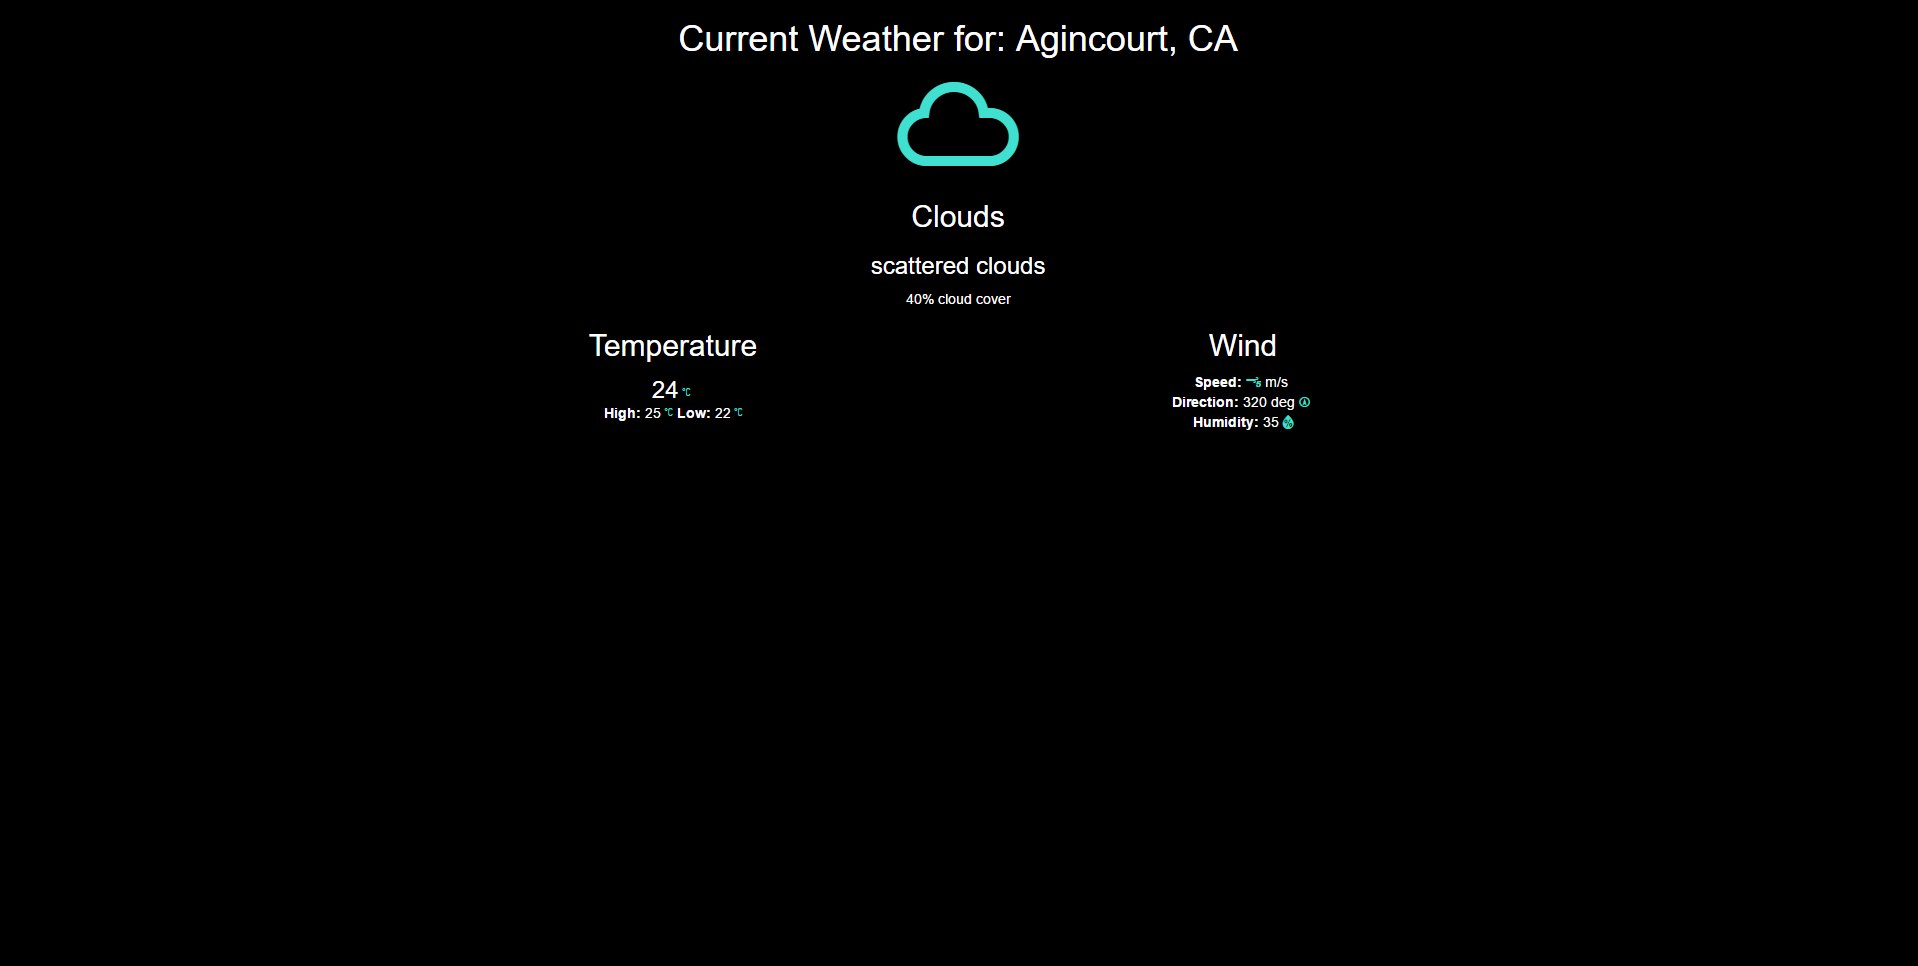 Current Weather for: Agincourt, CA
Clouds
scattered clouds
40% cloud cover
Temperature
24 °C
High: 25 °C Low: 22 °C
Wind
Speed: m/s
Direction: 320 deg
Humidity: 35